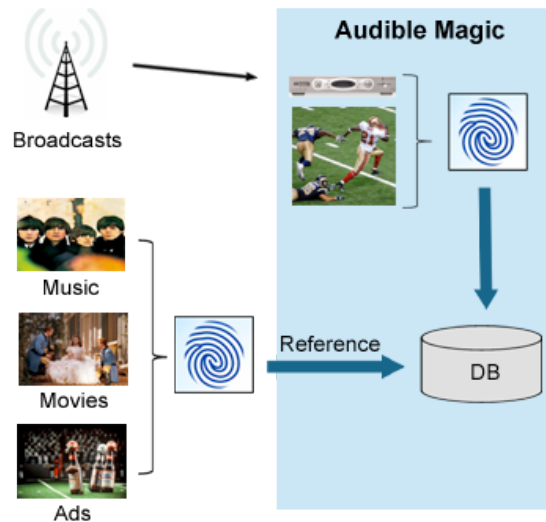 Audible Magic
Broadcasts
Music
Movies
Ads
Reference
DB